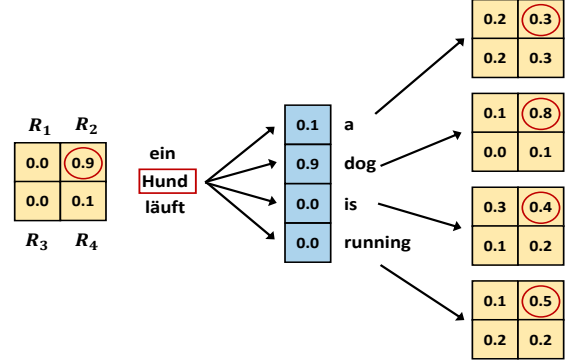 R₁ R₂
0.0 0.9
0.0 0.1
R₃ R₄
ein
Hund
läuft
0.1 a
0.9 dog
0.0 is
0.0 running
0.2 0.3
0.2 0.3
0.1 0.8
0.0 0.1
0.3 0.4
0.1 0.2
0.1 0.5
0.2 0.2